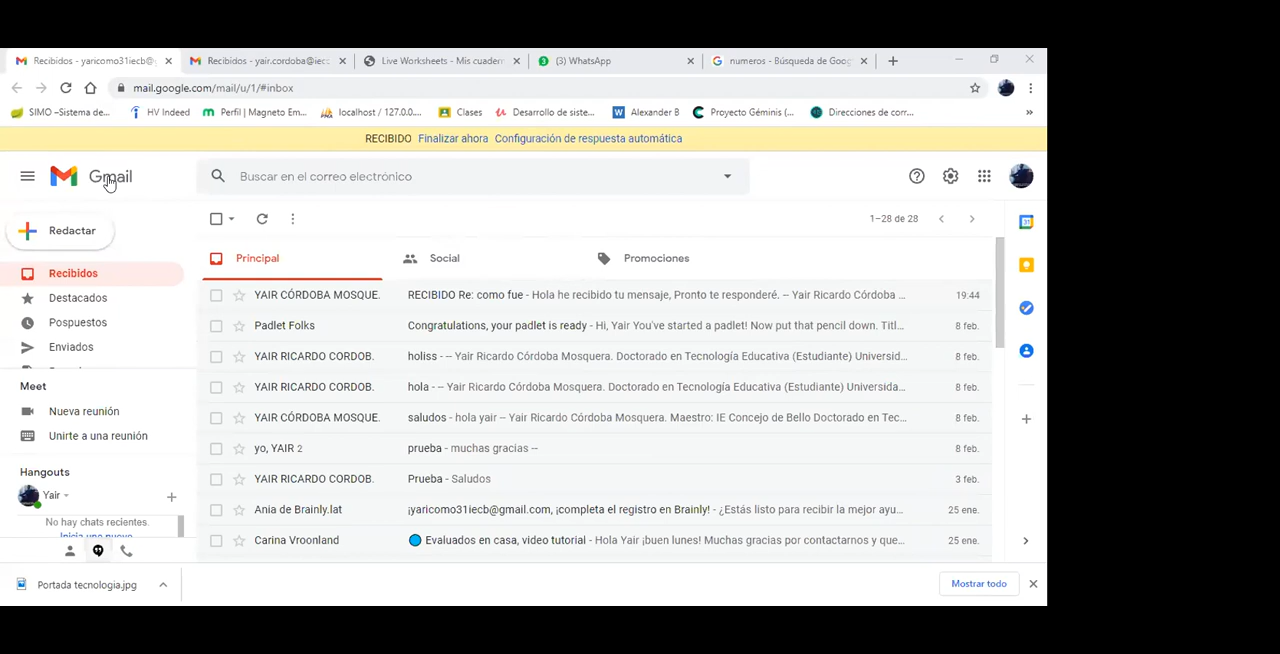 Recibidos - yaricomo31iecb@g
Recibidos - yair.cordoba@iecc
Live Worksheets - Mis cuader
(3) WhatsApp
numeros - Búsqueda de Goog
mail.google.com/mail/u/1/#inbox
SIMO –Sistema de...
HV Indeed
Perfil | Magneto Em...
localhost / 127.0.0....
Clases
Desarrollo de siste...
Alexander B
Proyecto Géminis (...
Direcciones de corr...
»
RECIBIDO Finalizar ahora Configuración de respuesta automática
Gmail
Buscar en el correo electrónico
Redactar
1–28 de 28
Principal
Social
Promociones
Recibidos
Destacados
Pospuestos
Enviados
Meet
Nueva reunión
Unirte a una reunión
Hangouts
Yair
No hay chats recientes.
Inicia uno nuevo
YAIR CÓRDOBA MOSQUE. RECIBIDO Re: como fue - Hola he recibido tu mensaje, Pronto te responderé. -- Yair Ricardo Córdoba ... 19:44
Padlet Folks Congratulations, your padlet is ready - Hi, Yair You've started a padlet! Now put that pencil down. Titl... 8 feb.
YAIR RICARDO CORDOB. holiss - -- Yair Ricardo Córdoba Mosquera. Doctorado en Tecnología Educativa (Estudiante) Universid... 8 feb.
YAIR RICARDO CORDOB. hola - -- Yair Ricardo Córdoba Mosquera. Doctorado en Tecnología Educativa (Estudiante) Universida... 8 feb.
YAIR CÓRDOBA MOSQUE. saludos - hola yair -- Yair Ricardo Córdoba Mosquera. Maestro: IE Concejo de Bello Doctorado en Tec... 8 feb.
yo, YAIR 2 prueba - muchas gracias -- 8 feb.
YAIR RICARDO CORDOB. Prueba - Saludos 3 feb.
Ania de Brainly.lat ¡yaricomo31iecb@gmail.com, ¡completa el registro en Brainly! - ¿Estás listo para recibir la mejor ayu... 25 ene.
Carina Vroonland Evaluados en casa, video tutorial - Hola Yair ¡buen lunes! Muchas gracias por contactarnos y que... 25 ene.
Portada tecnologia.jpg
Mostrar todo